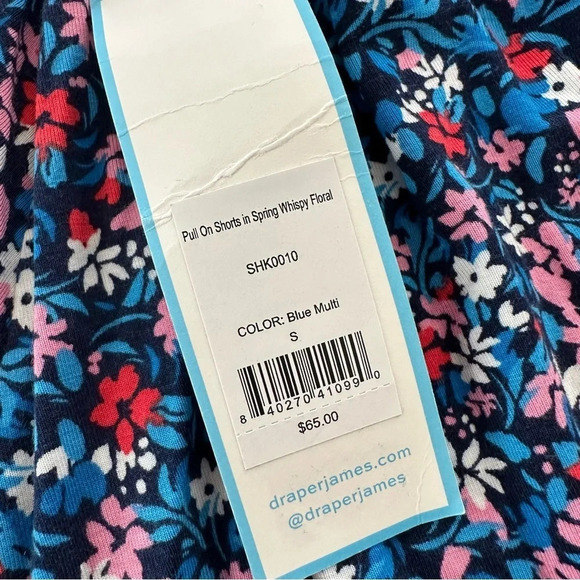 Pull On Shorts in Spring Whispy Floral
SHK0010
COLOR: Blue Multi
S
8 40270 41099 0
$65.00
draperjames.com
@draperjames